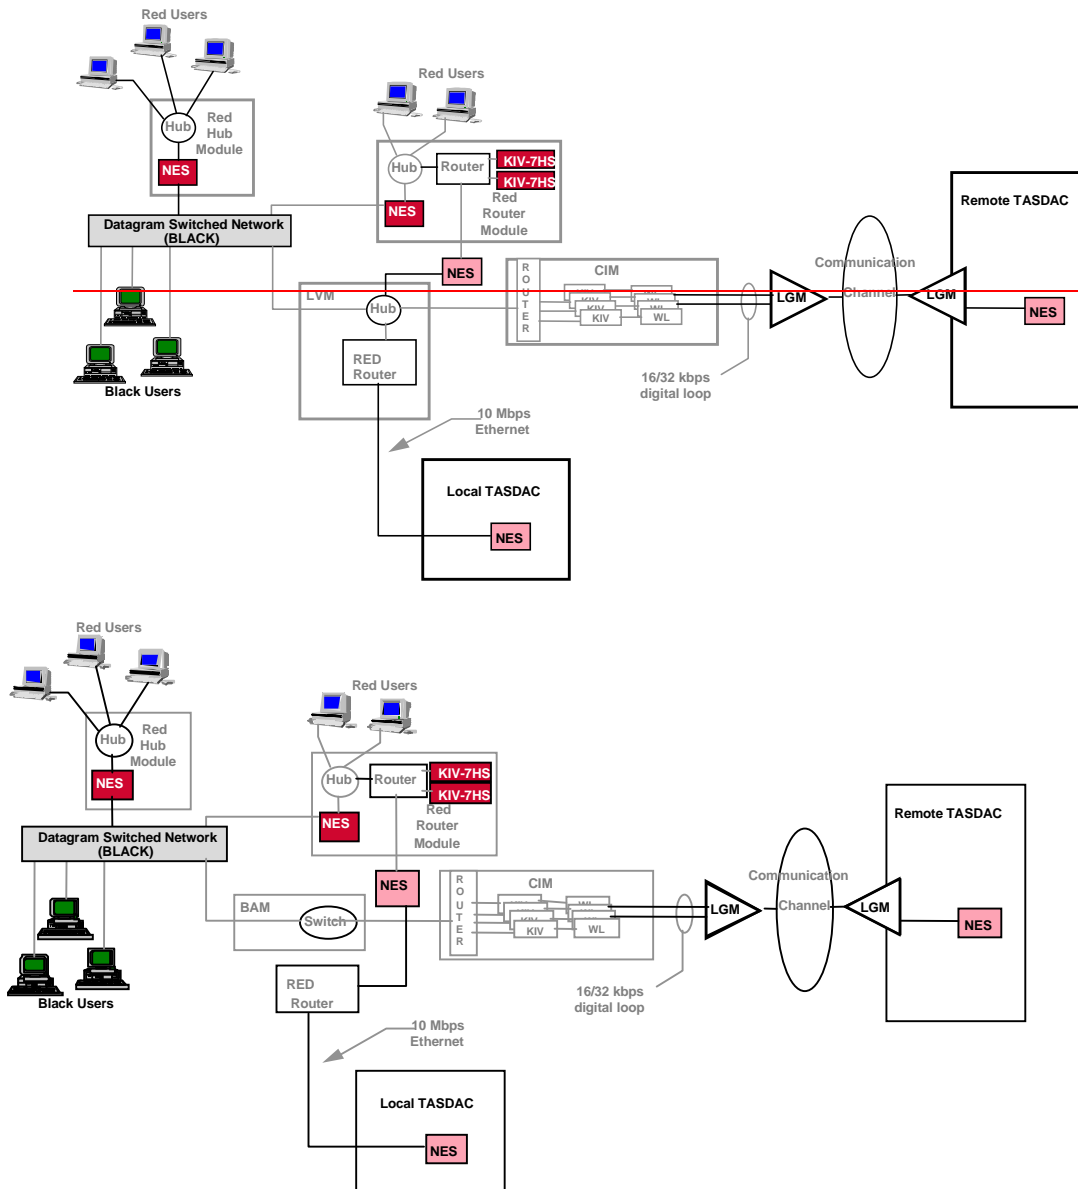 Red Users
Red Users
Hub
Red
Hub
Module
NES
Hub
Router
KIV-7HS
KIV-7HS
NES
Red
Router
Module
Datagram Switched Network
(BLACK)
NES
Remote TASDAC
Communication
Channel
LVM
Hub
ROUTER
CIM
KIV
WL
LGM
LGM
NES
RED
Router
Black Users
16/32 kbps
digital loop
10 Mbps
Ethernet
Local TASDAC
NES
Red Users
Red Users
Hub
Red
Hub
Module
NES
Hub
Router
KIV-7HS
KIV-7HS
NES
Red
Router
Module
Datagram Switched Network
(BLACK)
NES
Remote TASDAC
Communication
Channel
BAM
Switch
ROUTER
CIM
KIV
WL
LGM
LGM
NES
RED
Router
Black Users
16/32 kbps
digital loop
10 Mbps
Ethernet
Local TASDAC
NES